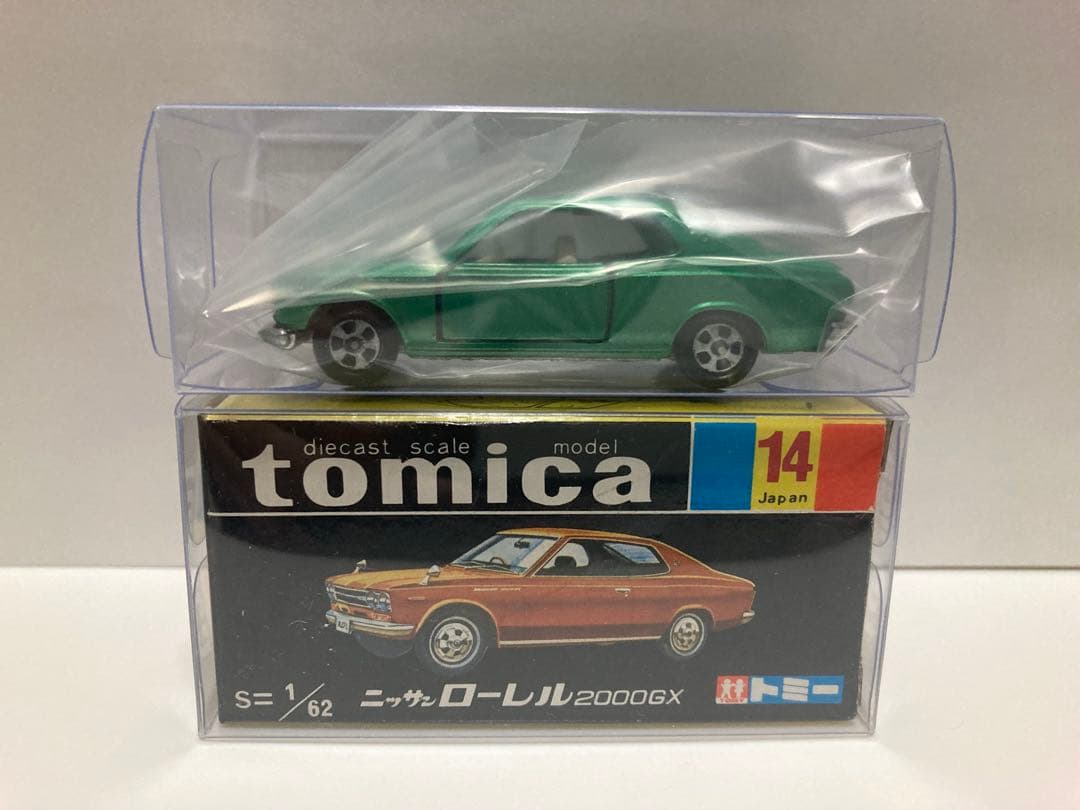 diecast scale model
tomica
14
Japan
S=1/62
ニッサン ローレル2000GX
TOMY
トミー